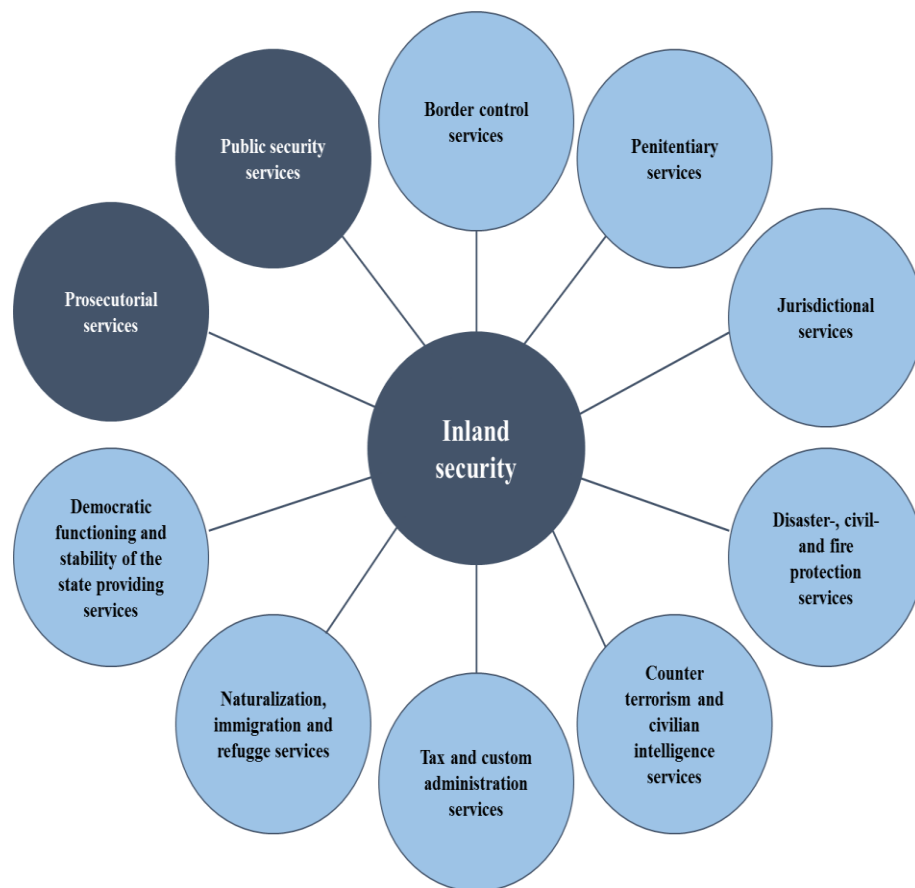 Border control
services
Public security
services
Penitentiary
services
Prosecutorial
services
Jurisdictional
services
Inland
security
Democratic
functioning and
stability of the
state providing
services
Disaster-, civil-
and fire
protection
services
Naturalization,
immigration and
refugge services
Counter
terrorism and
civilian
intelligence
services
Tax and custom
administration
services